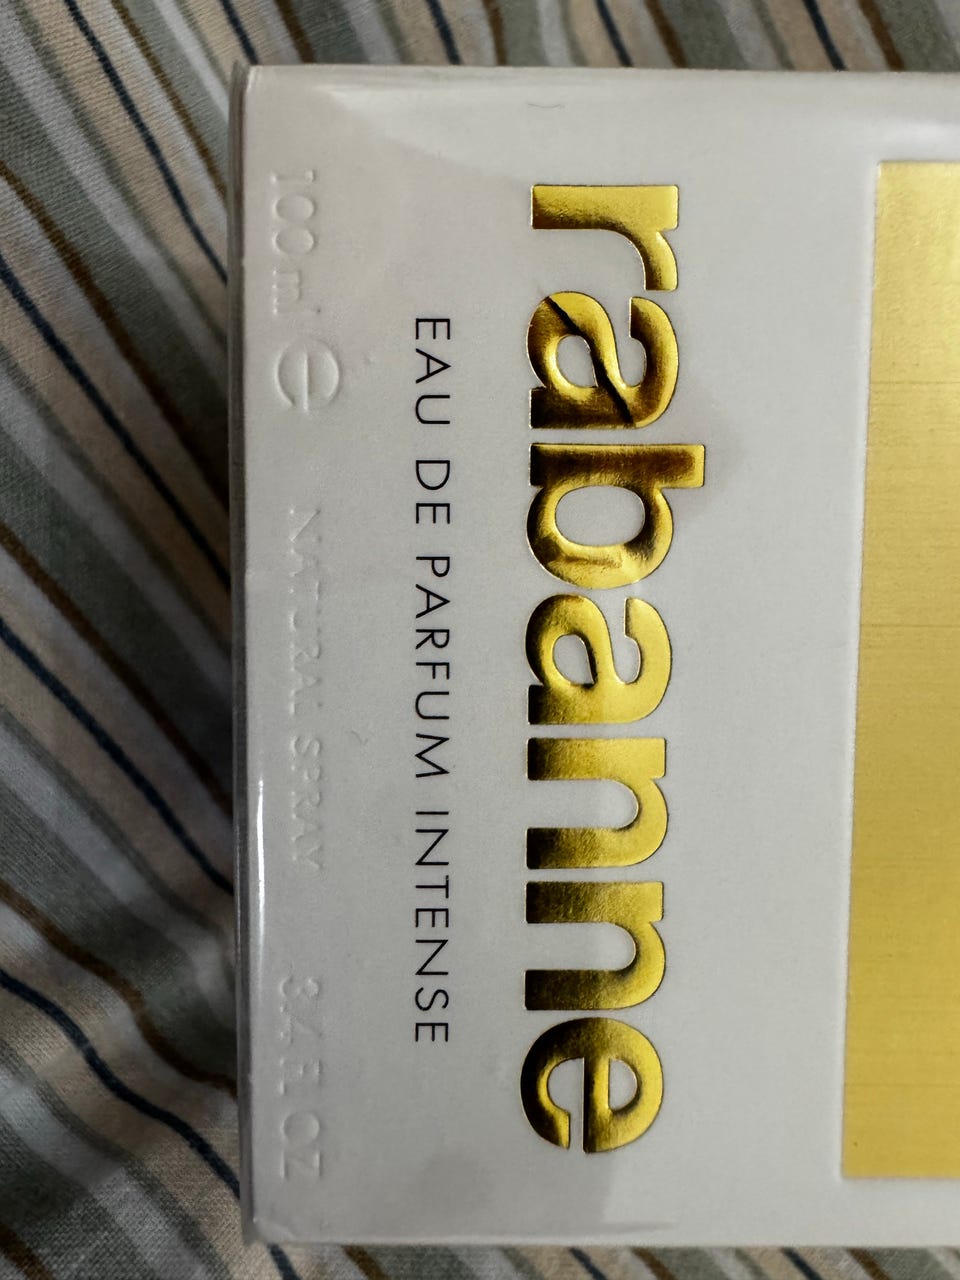 rabanne
EAU DE PARFUM INTENSE
100 ml e NATURAL SPRAY 3.4 FL OZ